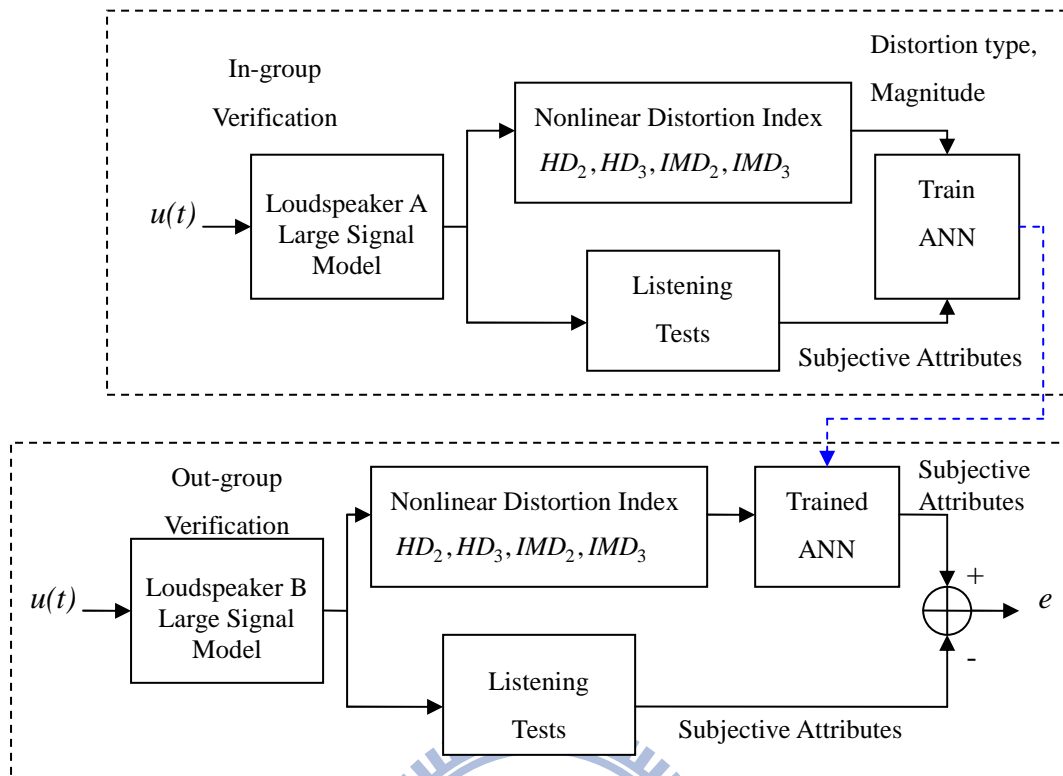 Distortion type,
Magnitude
In-group
Verification
Nonlinear Distortion Index
HD₂, HD₃, IMD₂, IMD₃
Train
ANN
u(t)
Loudspeaker A
Large Signal
Model
Listening
Tests
Subjective Attributes
Out-group
Verification
Nonlinear Distortion Index
HD₂, HD₃, IMD₂, IMD₃
Trained
ANN
Subjective
Attributes
u(t)
Loudspeaker B
Large Signal
Model
+
e
-
Listening
Tests
Subjective Attributes